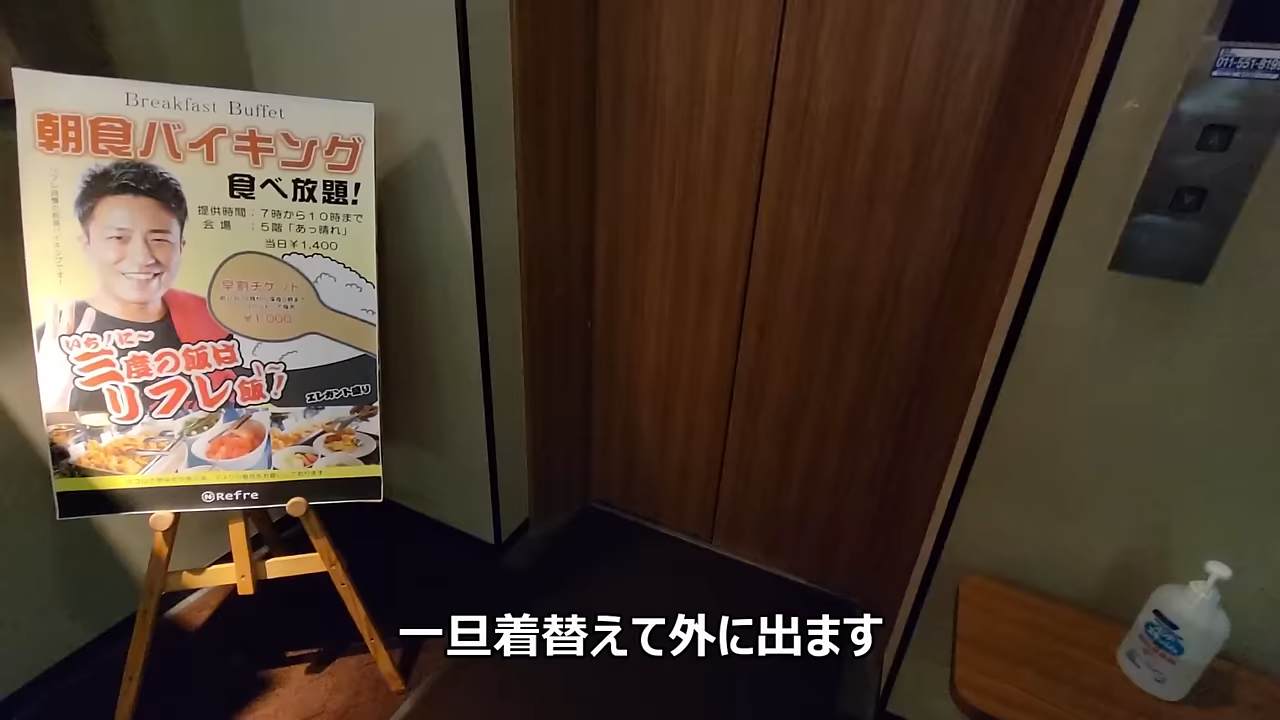 Breakfast Buffet
朝食バイキング
食べ放題!
提供時間：7時から10時まで
会場：5階「あっ晴れ」
当日¥1,400
早割チケット
¥1,000
いち!に～
三度の飯は
リフレ飯!
エレガント盛り
Refre
011-551-819
一旦着替えて外に出ます